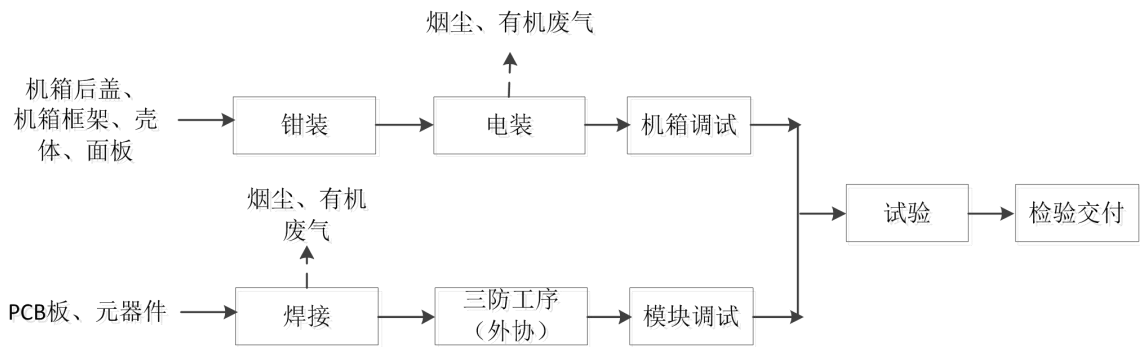 烟尘、有机废气
机箱后盖、
机箱框架、壳
体、面板
钳装
电装
机箱调试
烟尘、有机
废气
试验
检验交付
PCB板、元器件
焊接
三防工序
（外协）
模块调试